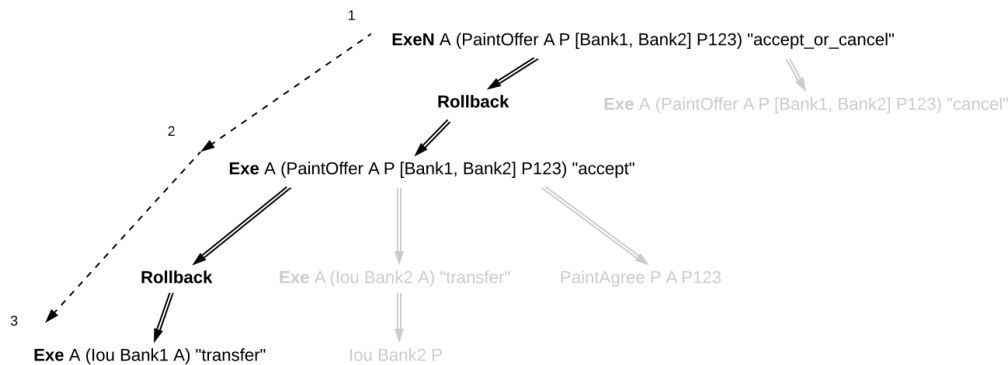 1
ExeN A (PaintOffer A P [Bank1, Bank2] P123) "accept_or_cancel"
Rollback
Exe A (PaintOffer A P [Bank1, Bank2] P123) "cancel"
2
Exe A (PaintOffer A P [Bank1, Bank2] P123) "accept"
Rollback
Exe A (Iou Bank2 A) "transfer"
PaintAgree P A P123
3
Exe A (Iou Bank1 A) "transfer"
Iou Bank2 P